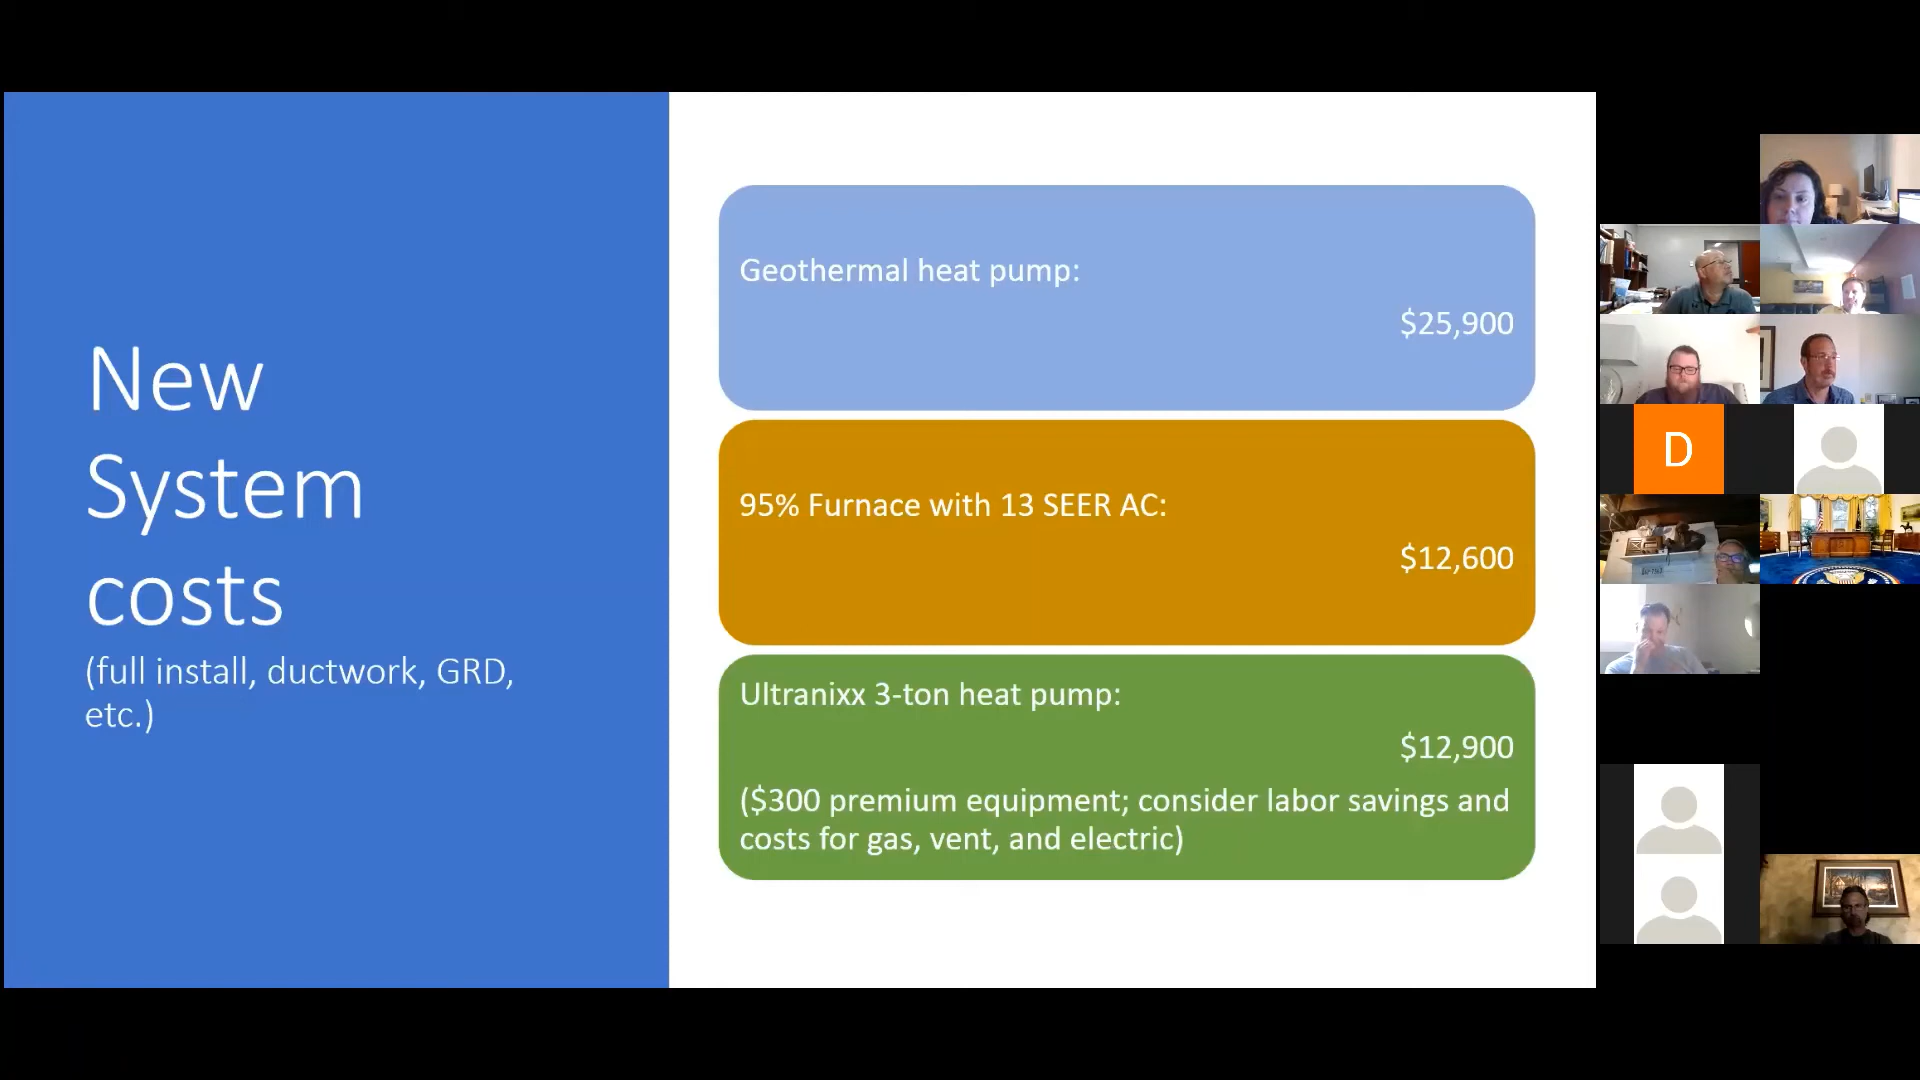 New
System
costs
(full install, ductwork, GRD,
etc.)
Geothermal heat pump:
$25,900
95% Furnace with 13 SEER AC:
$12,600
Ultranixx 3-ton heat pump:
$12,900
($300 premium equipment; consider labor savings and
costs for gas, vent, and electric)
D